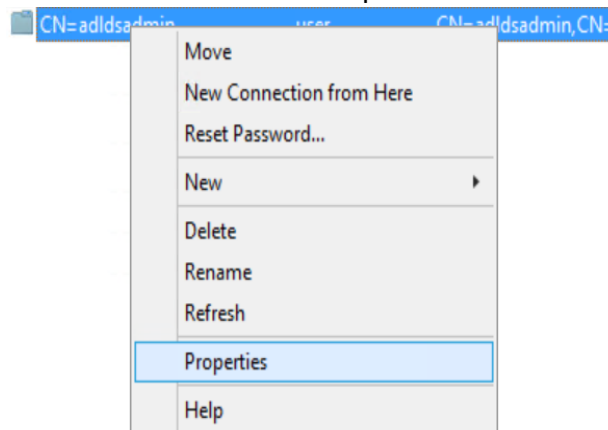 CN=adldsadmin user CN=adldsadmin,CN=
Move
New Connection from Here
Reset Password...
New
Delete
Rename
Refresh
Properties
Help